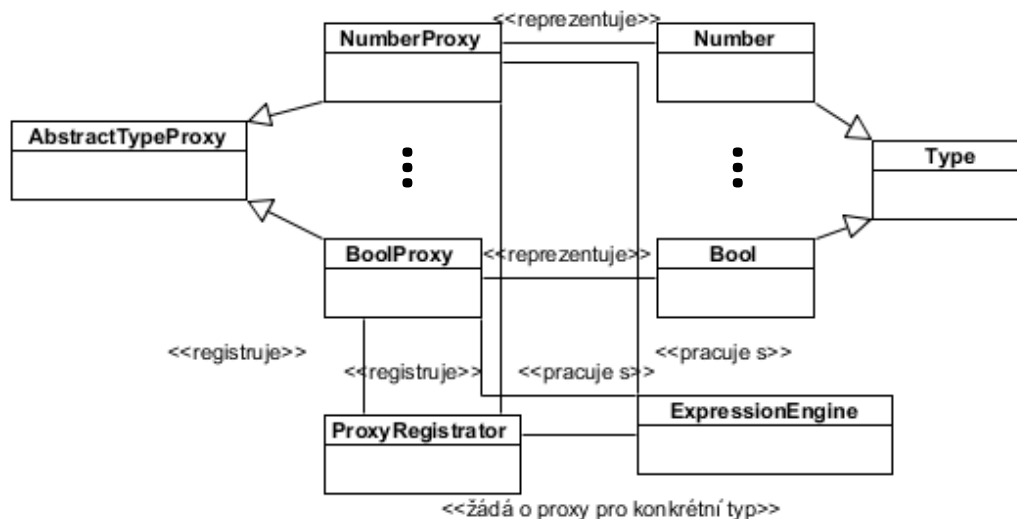 <<reprezentuje>>
NumberProxy
Number
AbstractTypeProxy
Type
BoolProxy
<<reprezentuje>>
Bool
<<registruje>>
<<pracuje s>>
<<registruje>>
<<pracuje s>>
ExpressionEngine
ProxyRegistrator
<<žádá o proxy pro konkrétní typ>>